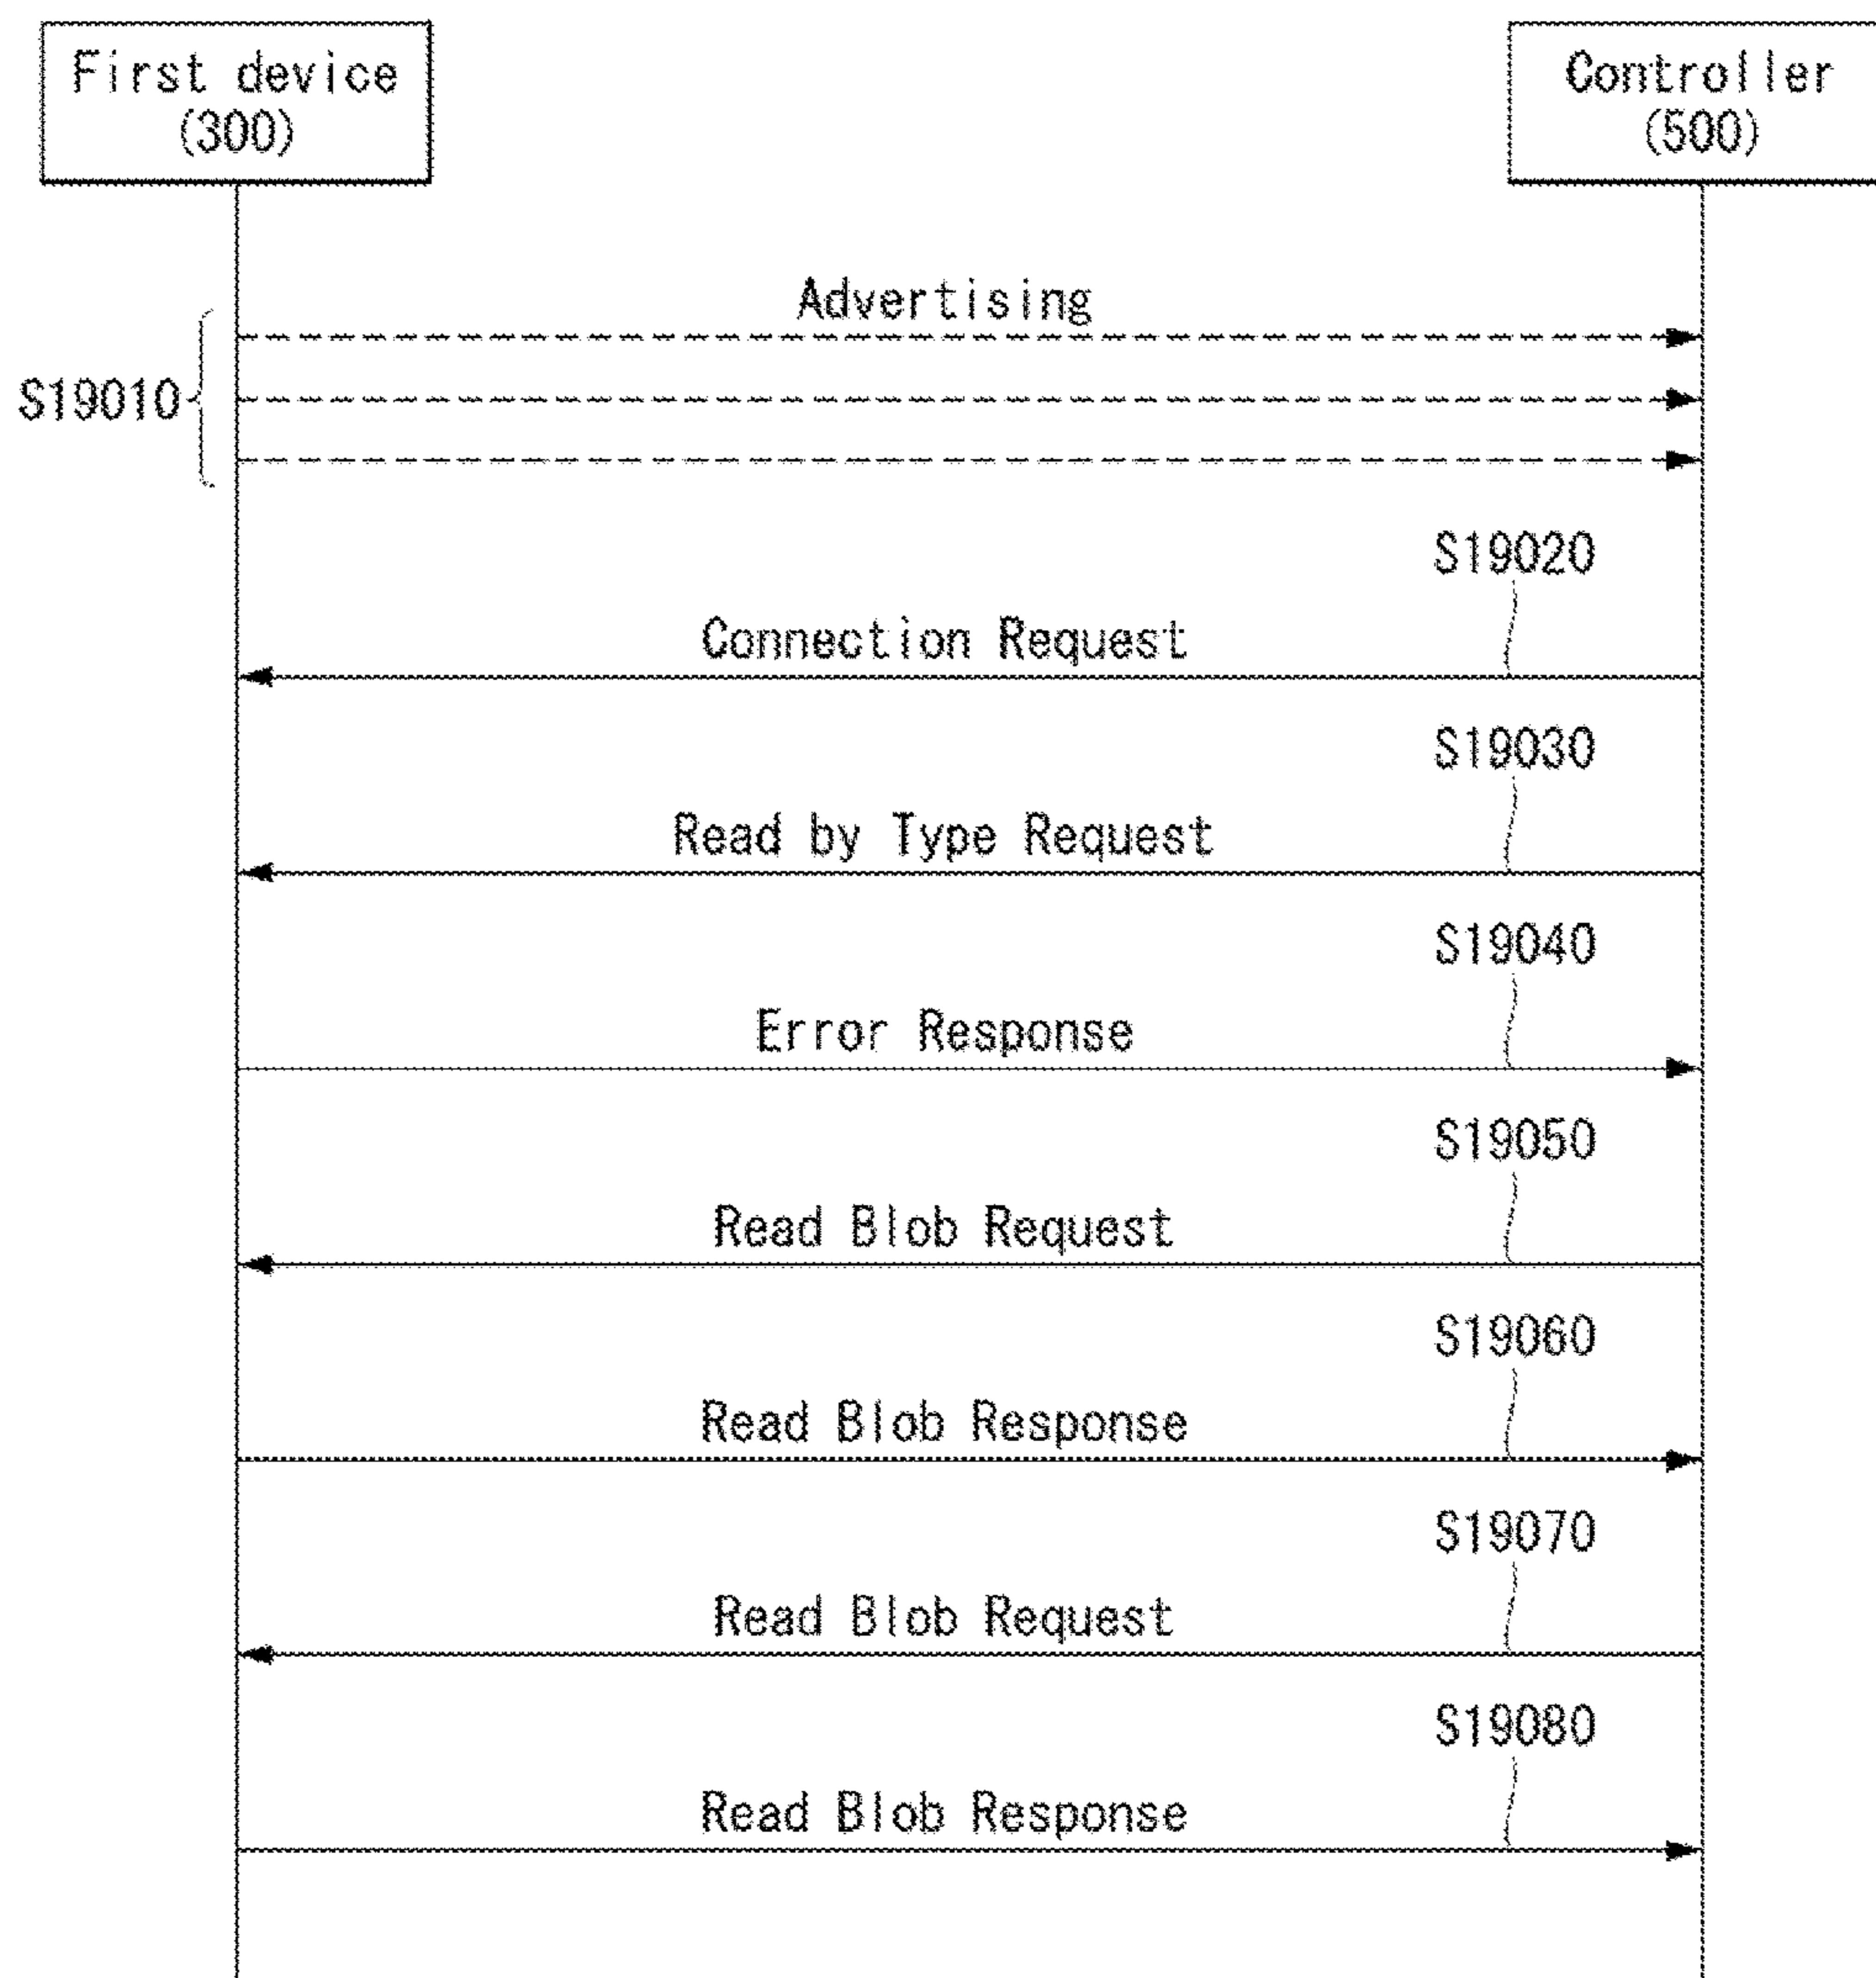 First device
(300)
Controller
(500)
Advertising
S19010
S19020
Connection Request
S19030
Read by Type Request
S19040
Error Response
S19050
Read Blob Request
S19060
Read Blob Response
S19070
Read Blob Request
S19080
Read Blob Response